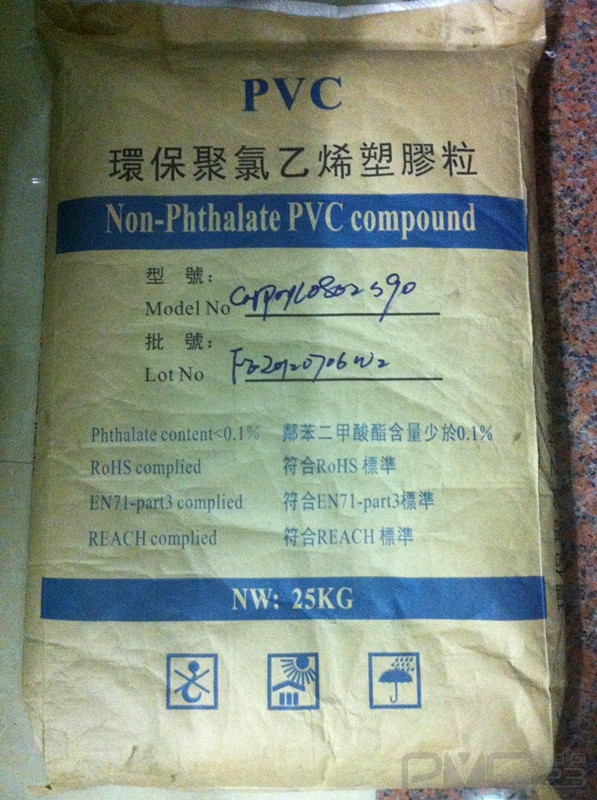 PVC
環保聚氯乙烯塑膠粒
Non-Phthalate PVC compound
型 號：
Model No
批 號：
Lot No FZ20120706W2
Phthalate content<0.1% 鄰苯二甲酸酯含量少於0.1%
RoHS complied 符合RoHS 標準
EN71-part3 complied 符合EN71-part3標準
REACH complied 符合REACH 標準
NW: 25KG
PVC